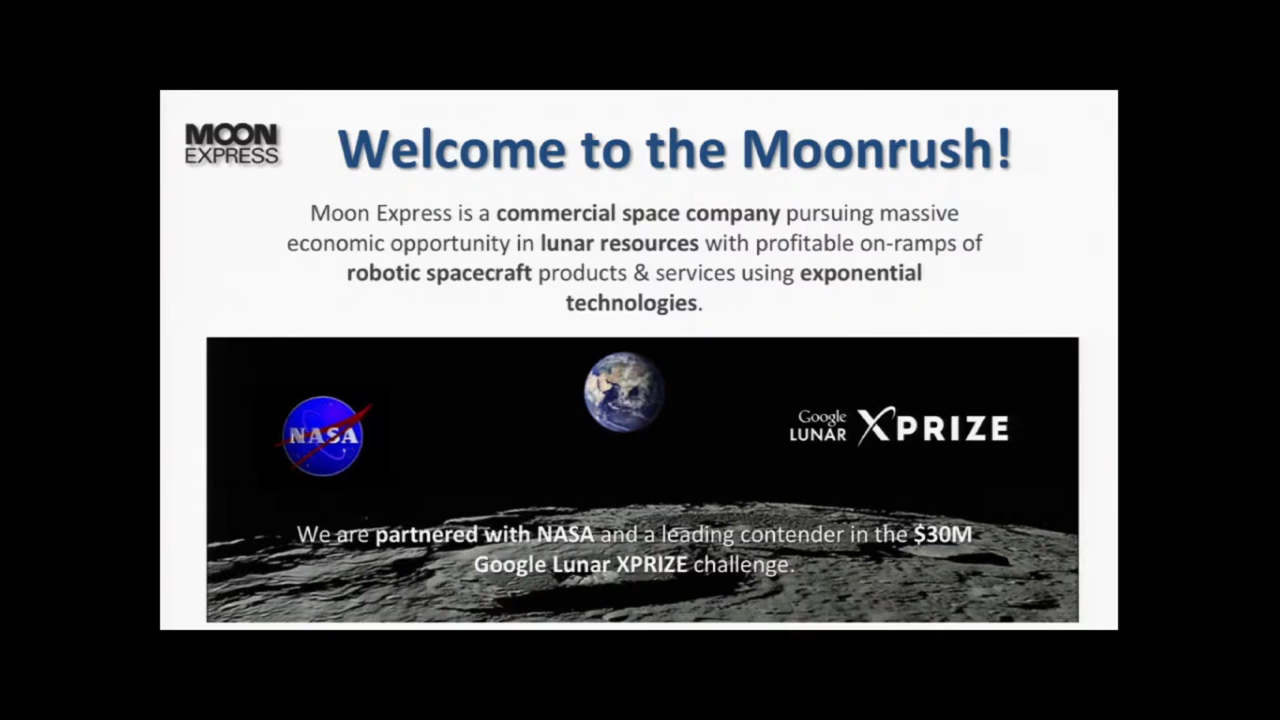 MOON
EXPRESS
Welcome to the Moonrush!
Moon Express is a commercial space company pursuing massive
economic opportunity in lunar resources with profitable on-ramps of
robotic spacecraft products & services using exponential
technologies.
NASA
Google
LUNAR XPRIZE
We are partnered with NASA and a leading contender in the $30M
Google Lunar XPRIZE challenge.